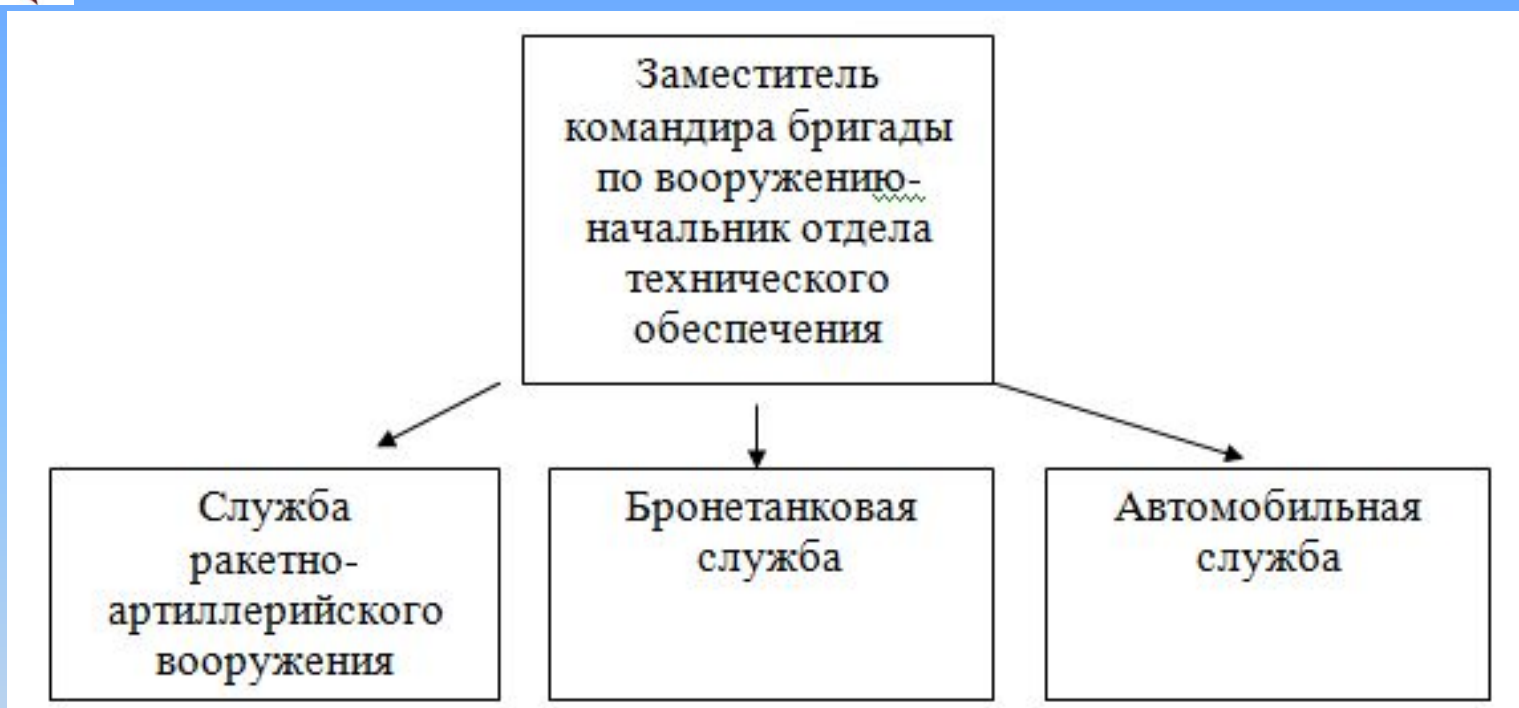 Заместитель
командира бригады
по вооружению-
начальник отдела
технического
обеспечения
Служба
ракетно-
артиллерийского
вооружения
Бронетанковая
служба
Автомобильная
служба